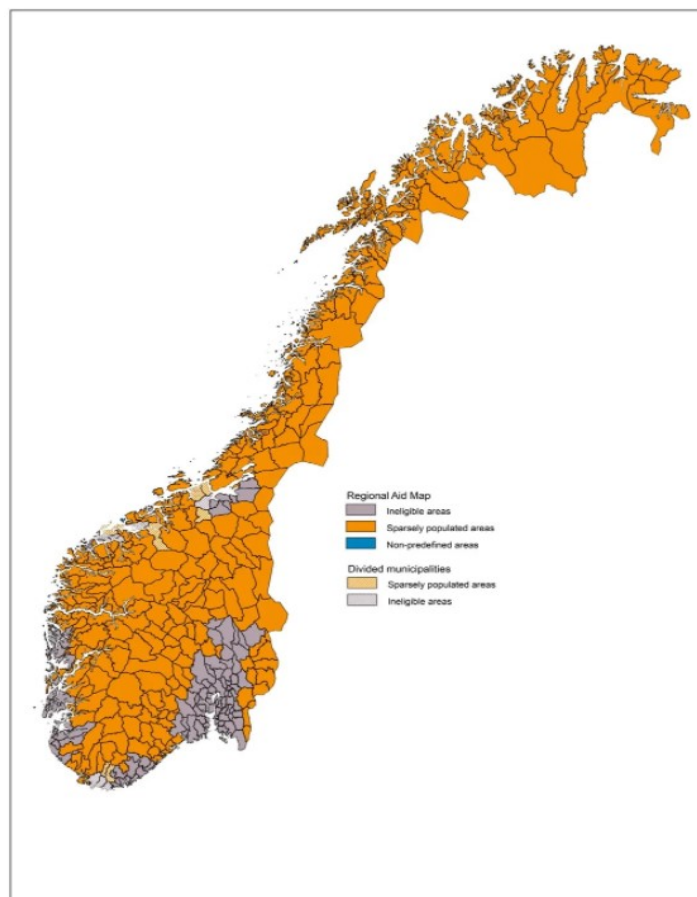 Regional Aid Map
Ineligible areas
Sparsely populated areas
Non-predefined areas
Divided municipalities
Sparsely populated areas
Ineligible areas